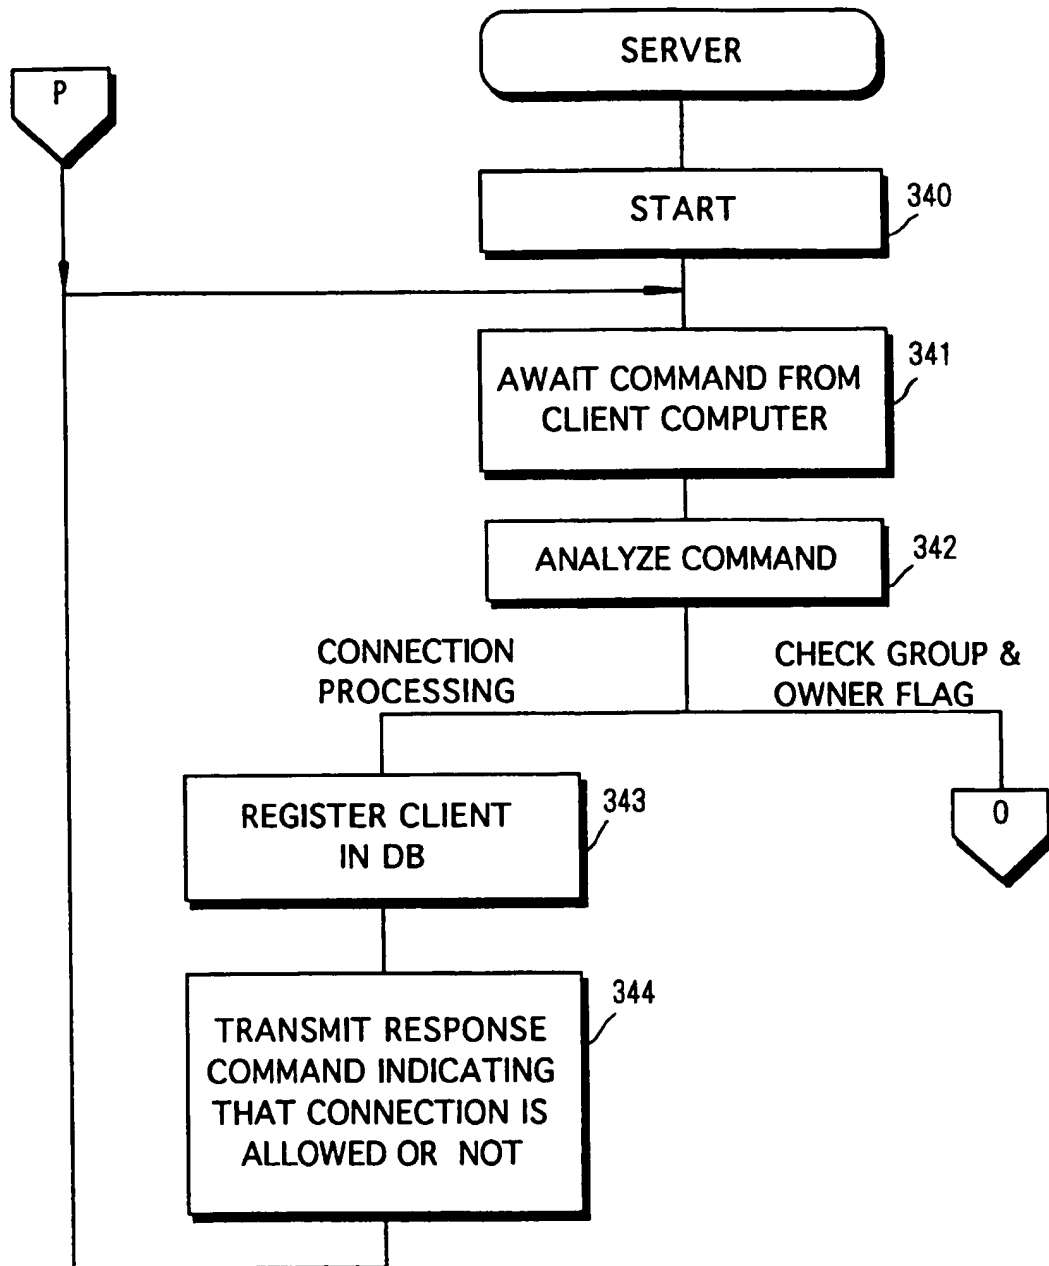 SERVER
P
START
340
AWAIT COMMAND FROM
CLIENT COMPUTER
341
ANALYZE COMMAND
342
CONNECTION
PROCESSING
CHECK GROUP &
OWNER FLAG
REGISTER CLIENT
IN DB
343
O
TRANSMIT RESPONSE
COMMAND INDICATING
THAT CONNECTION IS
ALLOWED OR NOT
344